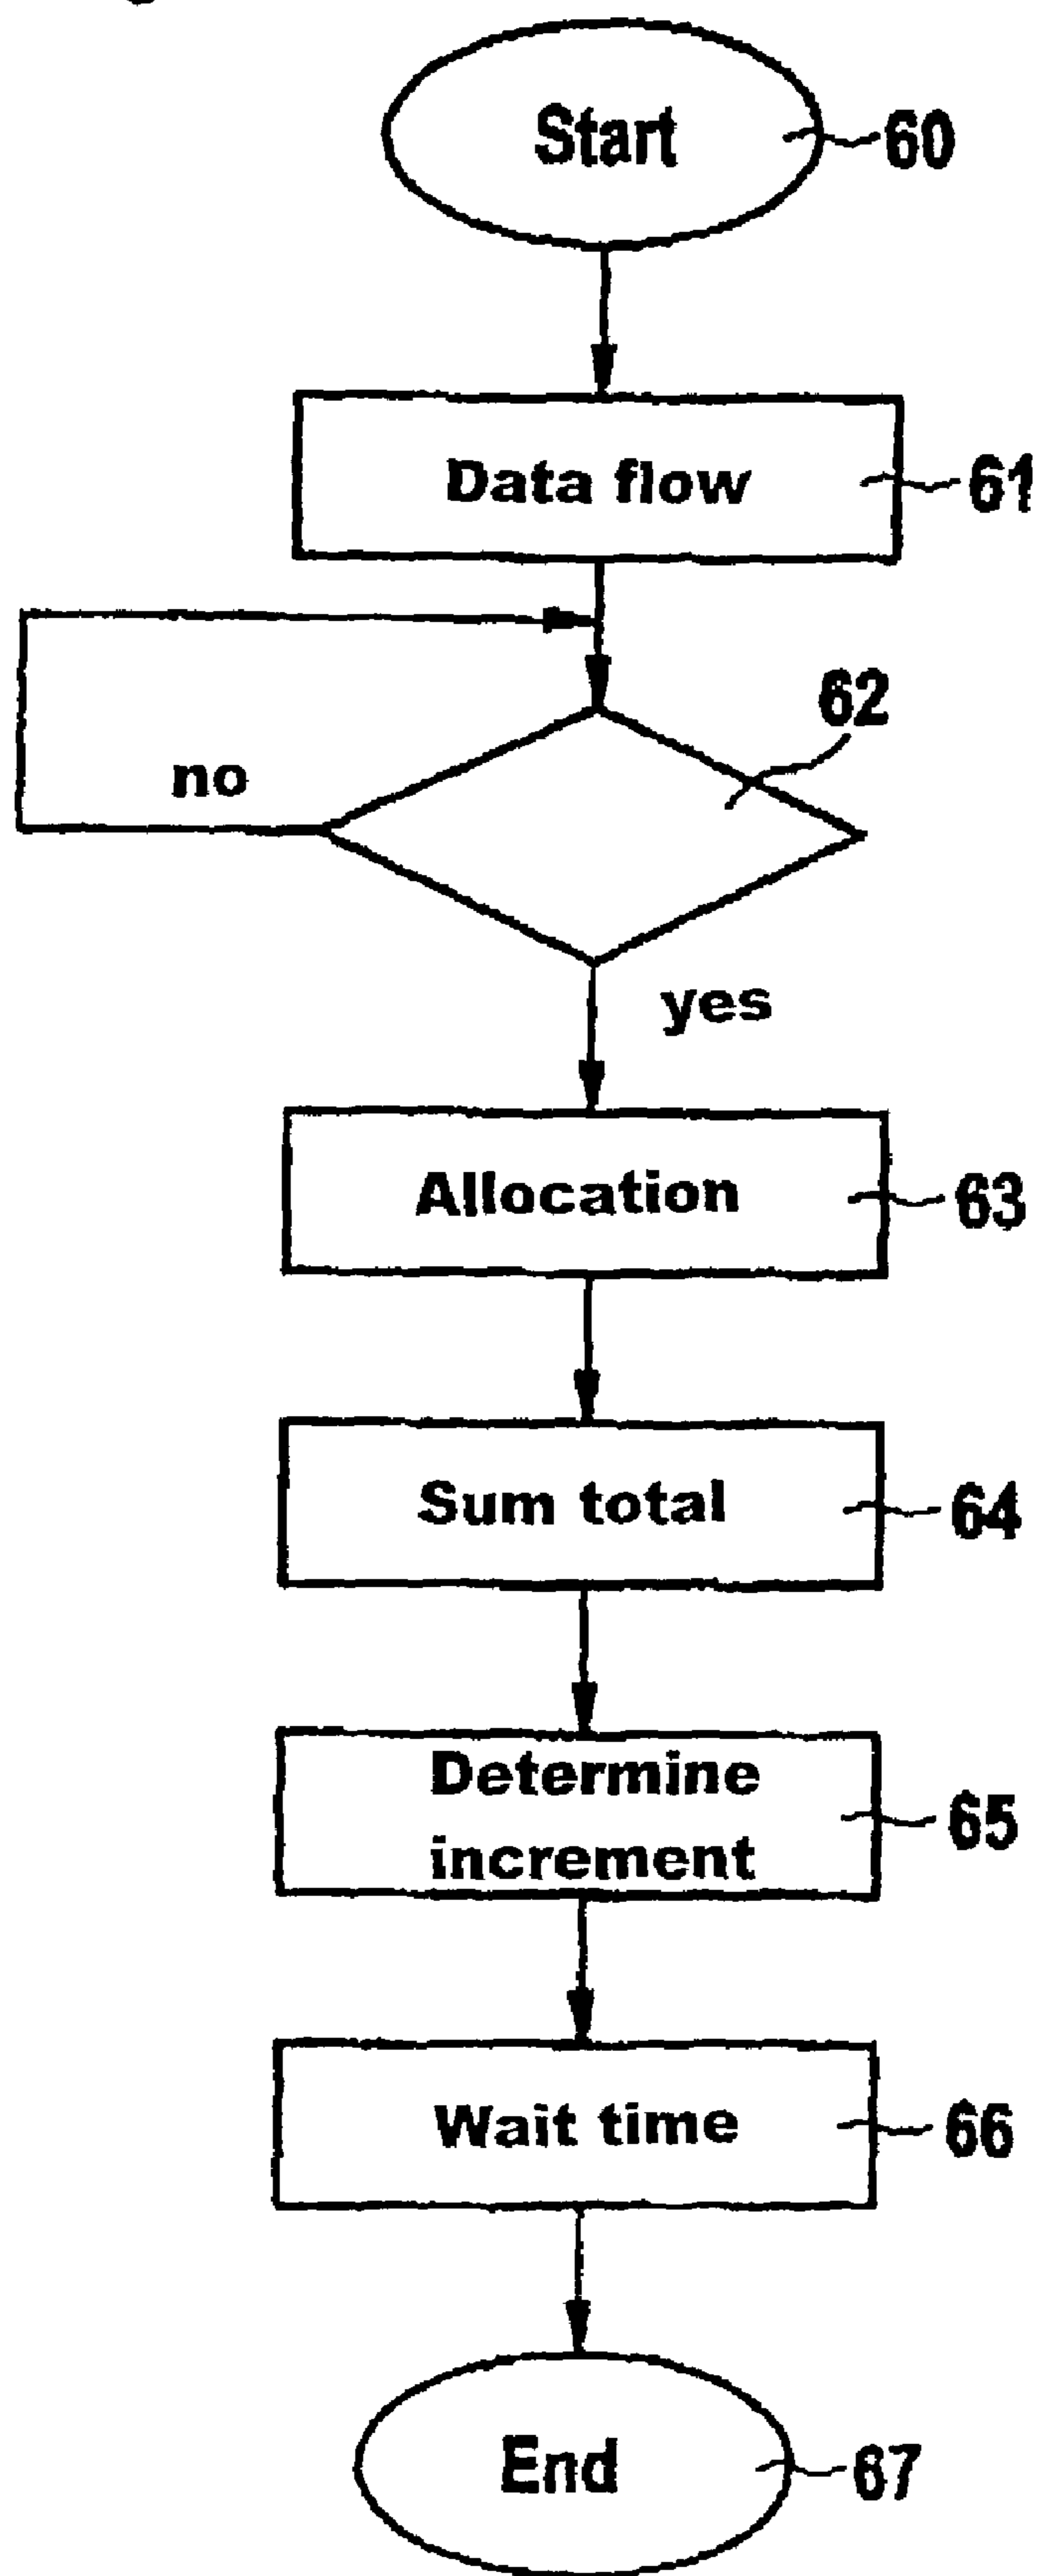 Start
60
Data flow
61
62
no
yes
Allocation
63
Sum total
64
Determine
increment
65
Wait time
66
End
67